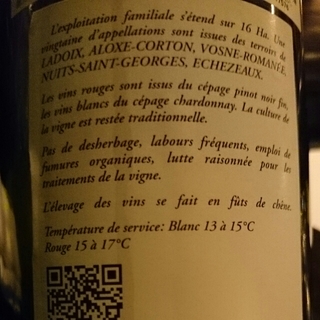 L'exploitation familiale s'étend sur 16 Ha. Une
vingtaine d'appellations sont issues des terroirs de
LADOIX, ALOXE-CORTON, VOSNE-ROMANÉE,
NUITS-SAINT-GEORGES, ECHEZEAUX.
Les vins rouges sont issus du cépage pinot noir fin,
les vins blancs du cépage chardonnay. La culture de
la vigne est restée traditionnelle.
Pas de desherbage, labours fréquents, emploi de
fumures organiques, lutte raisonnée pour les
traitements de la vigne.
L'élevage des vins se fait en fûts de chêne.
Température de service: Blanc 13 à 15°C
Rouge 15 à 17°C